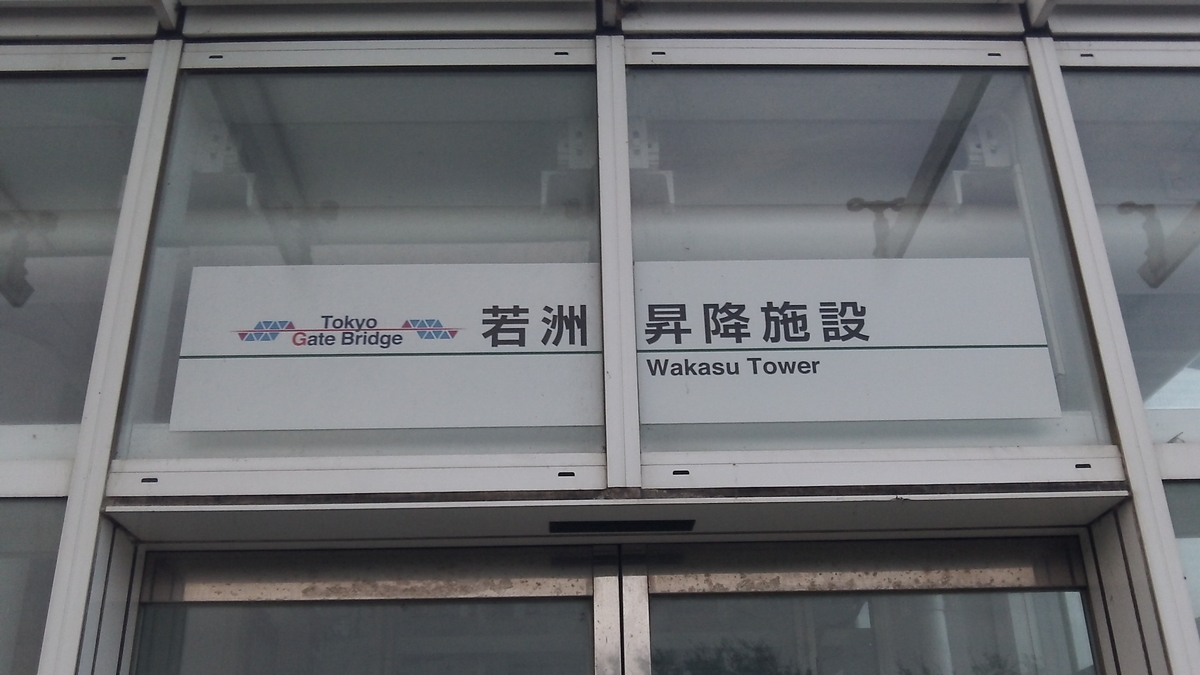 Tokyo
Gate Bridge
若洲 昇降施設
Wakasu Tower